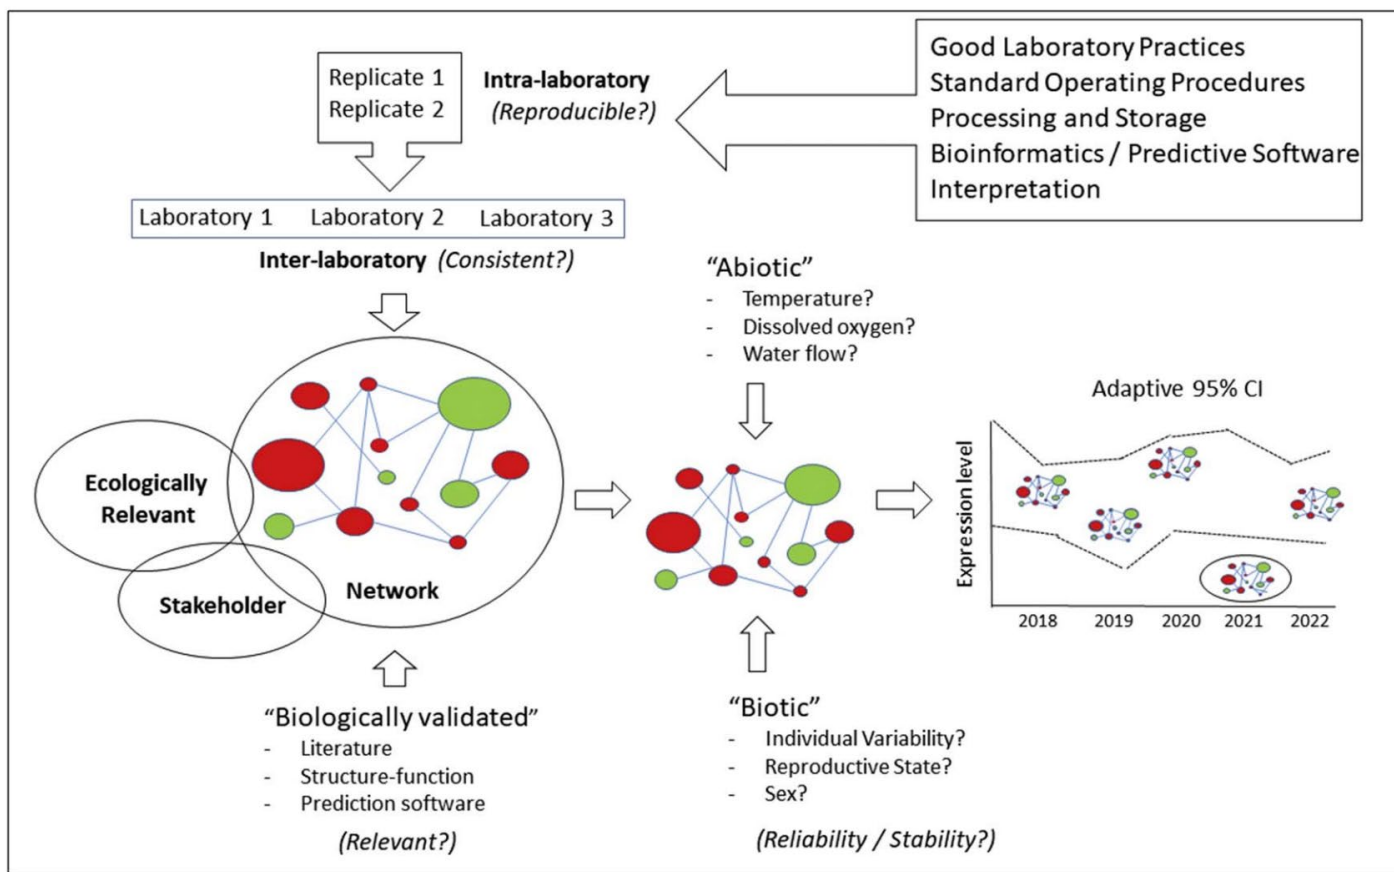 Replicate 1
Replicate 2
Intra-laboratory
(Reproducible?)
Good Laboratory Practices
Standard Operating Procedures
Processing and Storage
Bioinformatics / Predictive Software
Interpretation
Laboratory 1 Laboratory 2 Laboratory 3
Inter-laboratory (Consistent?)
Ecologically
Relevant
Stakeholder
Network
“Biologically validated”
- Literature
- Structure-function
- Prediction software
(Relevant?)
“Abiotic”
- Temperature?
- Dissolved oxygen?
- Water flow?
“Biotic”
- Individual Variability?
- Reproductive State?
- Sex?
(Reliability / Stability?)
Adaptive 95% CI
Expression level
2018 2019 2020 2021 2022